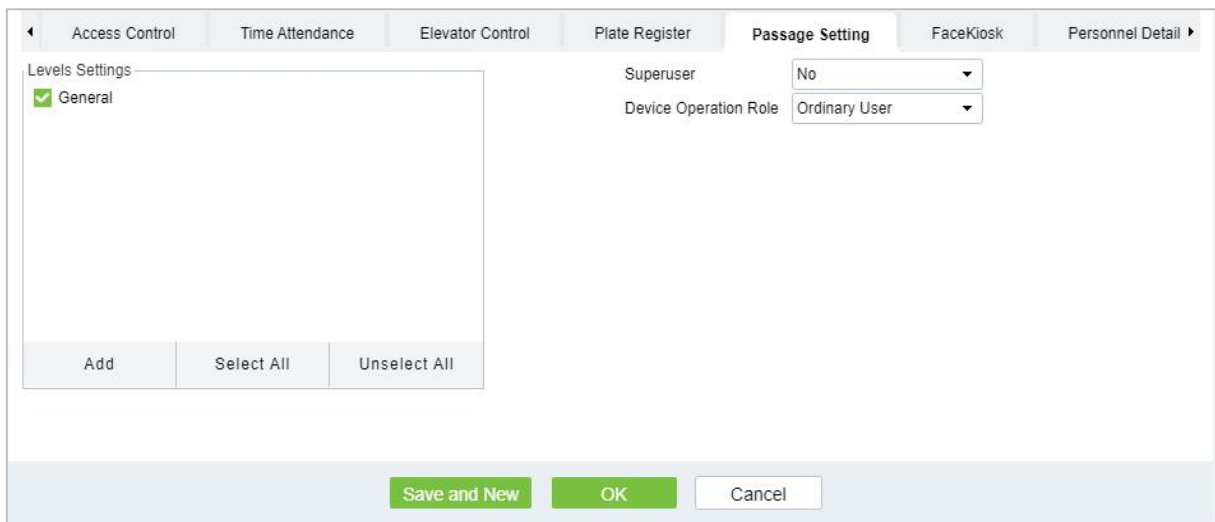 Access Control Time Attendance Elevator Control Plate Register Passage Setting FaceKiosk Personnel Detail
Levels Settings
General
Superuser No
Device Operation Role Ordinary User
Add Select All Unselect All
Save and New OK Cancel